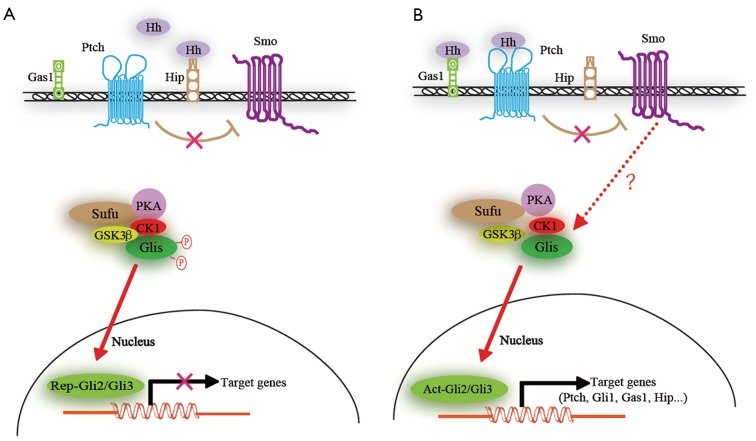 A
Hh
Ptch
Hh
Smo
Gas1
Hip
PKA
Sufu
CK1
GSK3β
Glis
P
P
Nucleus
Rep-Gli2/Gli3
Target genes
B
Hh
Hh
Ptch
Smo
Gas1
Hip
?
PKA
Sufu
CK1
GSK3β
Glis
Nucleus
Act-Gli2/Gli3
Target genes
(Ptch, Gli1, Gas1, Hip...)